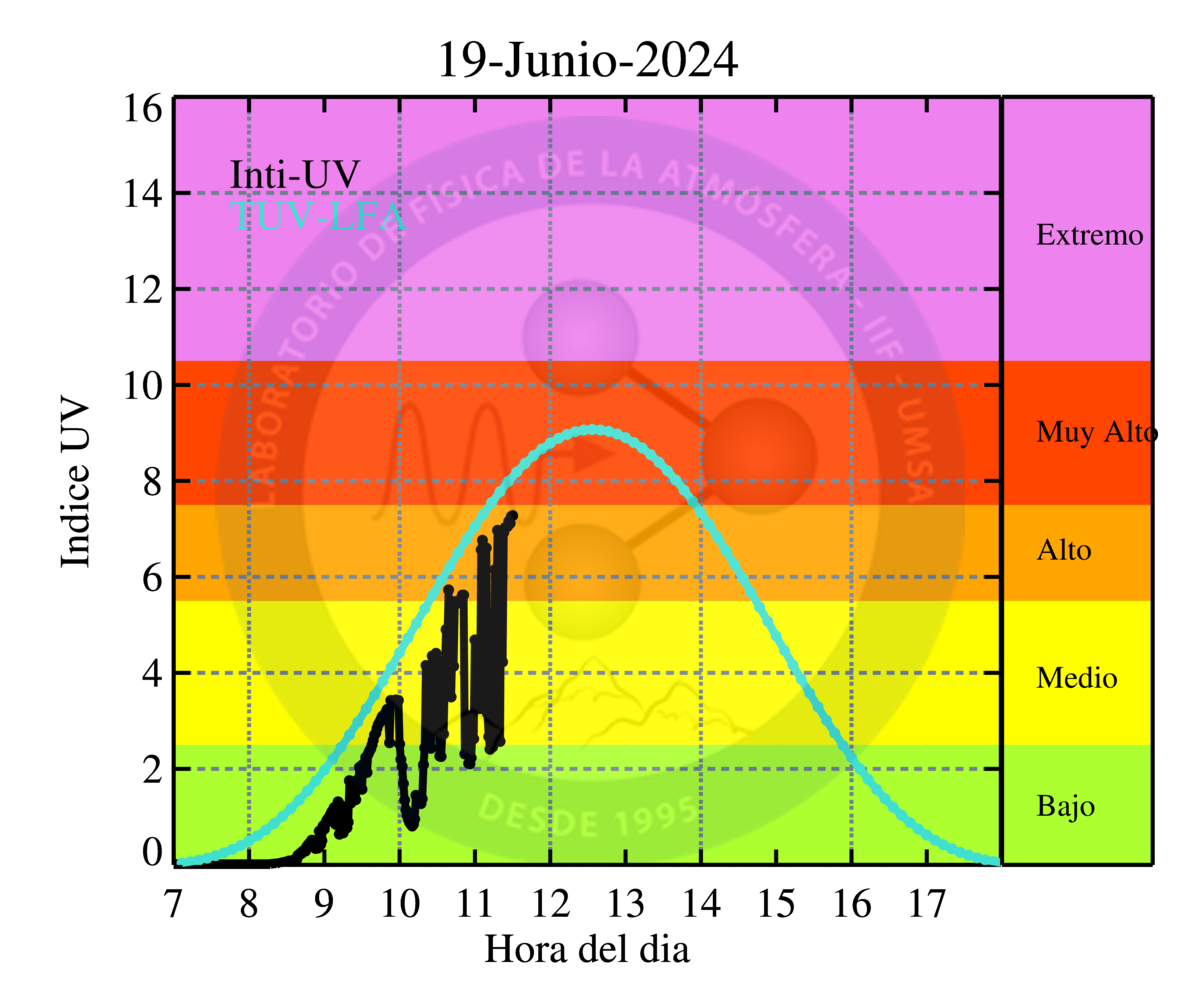 19-Junio-2024
Inti-UV
TUV-LFA
LABORATORIO DE FÍSICA DE LA ATMÓSFERA - IIF - UMSA
DESDE 1995
Indice UV
16
14
12
10
8
6
4
2
0
Extremo
Muy Alto
Alto
Medio
Bajo
7 8 9 10 11 12 13 14 15 16 17
Hora del dia